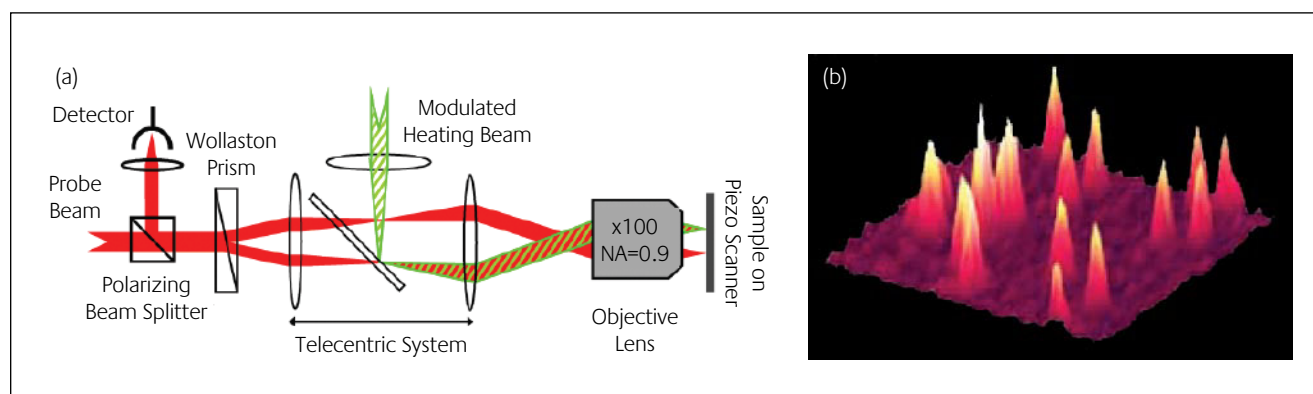 (a)
Detector
Wollaston
Prism
Modulated
Heating Beam
Probe
Beam
Polarizing
Beam Splitter
Telecentric System
x100
NA=0.9
Objective
Lens
Sample on
Piezo Scanner
(b)